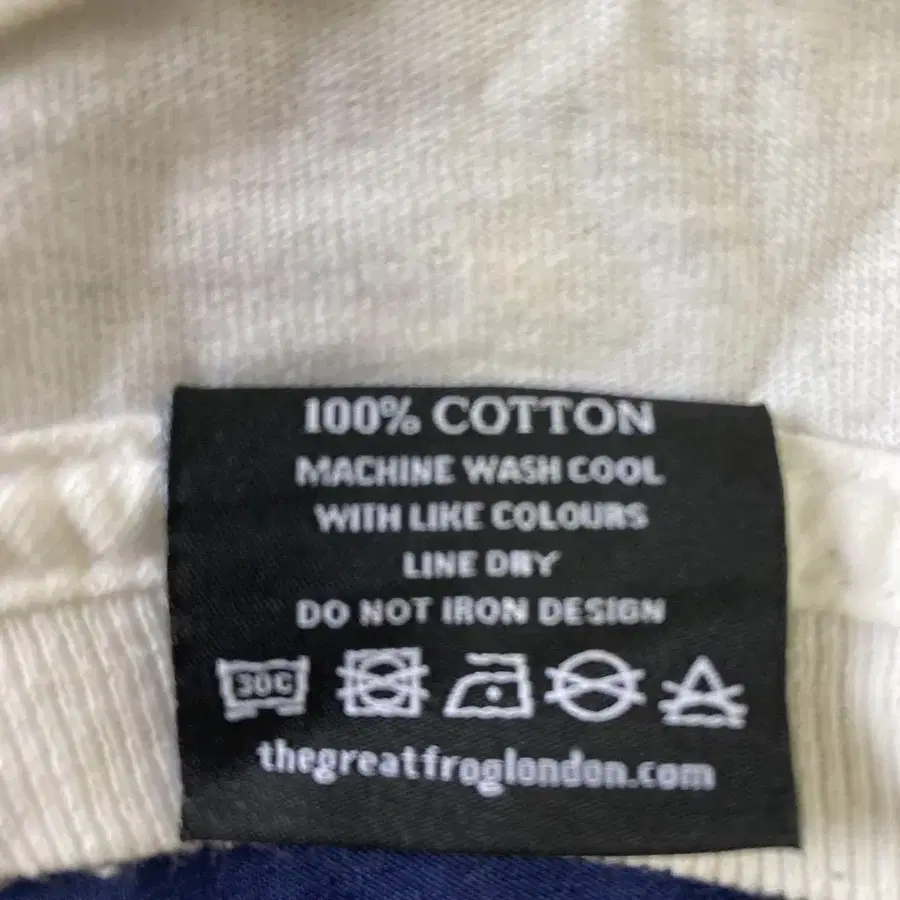 100% COTTON
MACHINE WASH COOL
WITH LIKE COLOURS
LINE DRY
DO NOT IRON DESIGN
30C
thegreatfroglondon.com